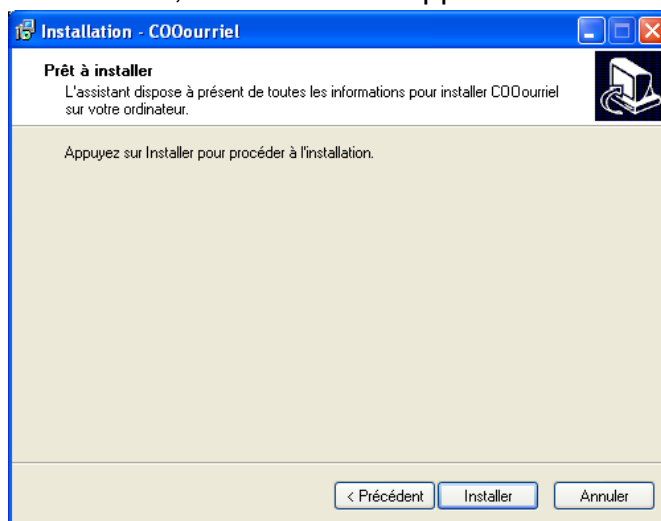 Installation - COOourriel
Prêt à installer
L'assistant dispose à présent de toutes les informations pour installer COOourriel
sur votre ordinateur.
Appuyez sur Installer pour procéder à l'installation.
< Précédent Installer Annuler